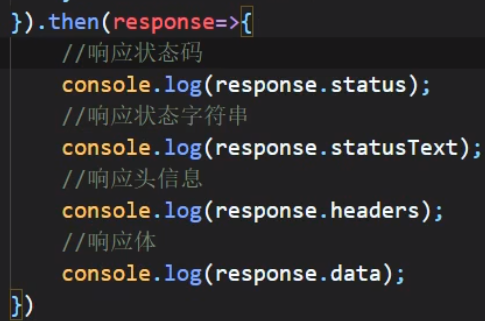 }).then(response=>{
    //响应状态码
    console.log(response.status);
    //响应状态字符串
    console.log(response.statusText);
    //响应头信息
    console.log(response.headers);
    //响应体
    console.log(response.data);
})